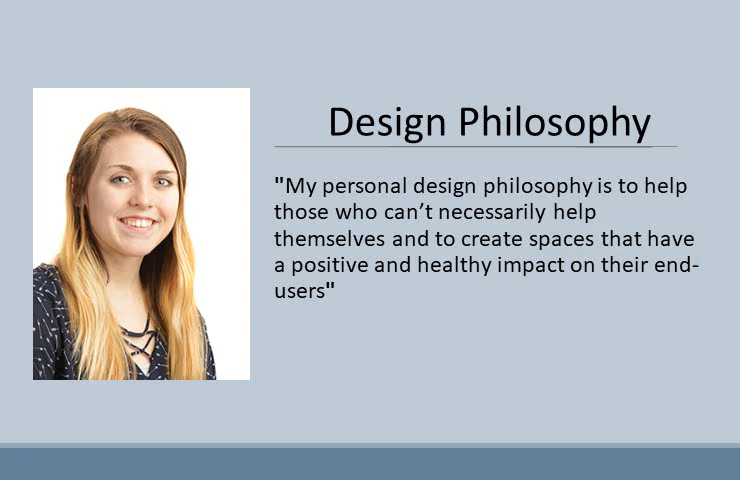 Design Philosophy
"My personal design philosophy is to help
those who can’t necessarily help
themselves and to create spaces that have
a positive and healthy impact on their end-
users"